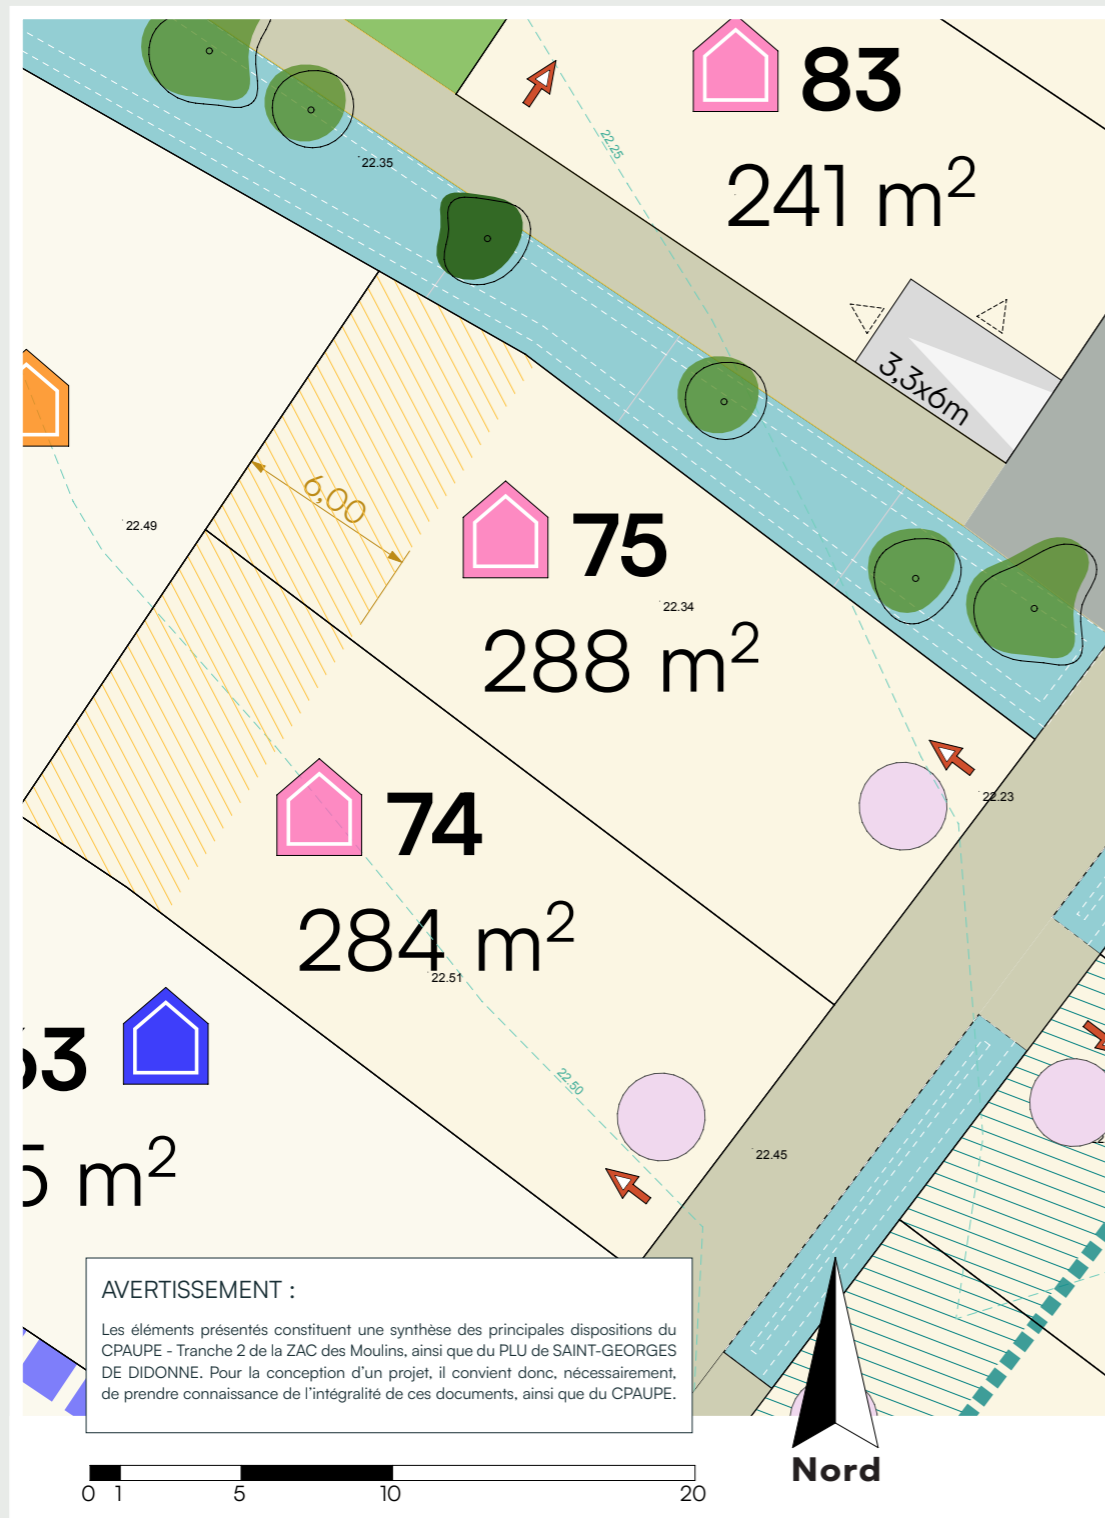 83
22.25
22.35
241 m²
3,3x6m
6,00
22.49
75
22.34
288 m²
22.23
74
284 m²
22.51
22.50
63
5 m²
22.45
AVERTISSEMENT :
Les éléments présentés constituent une synthèse des principales dispositions du
CPAUPE - Tranche 2 de la ZAC des Moulins, ainsi que du PLU de SAINT-GEORGES
DE DIDONNE. Pour la conception d'un projet, il convient donc, nécessairement,
de prendre connaissance de l'intégralité de ces documents, ainsi que du CPAUPE.
Nord
0 1 5 10 20